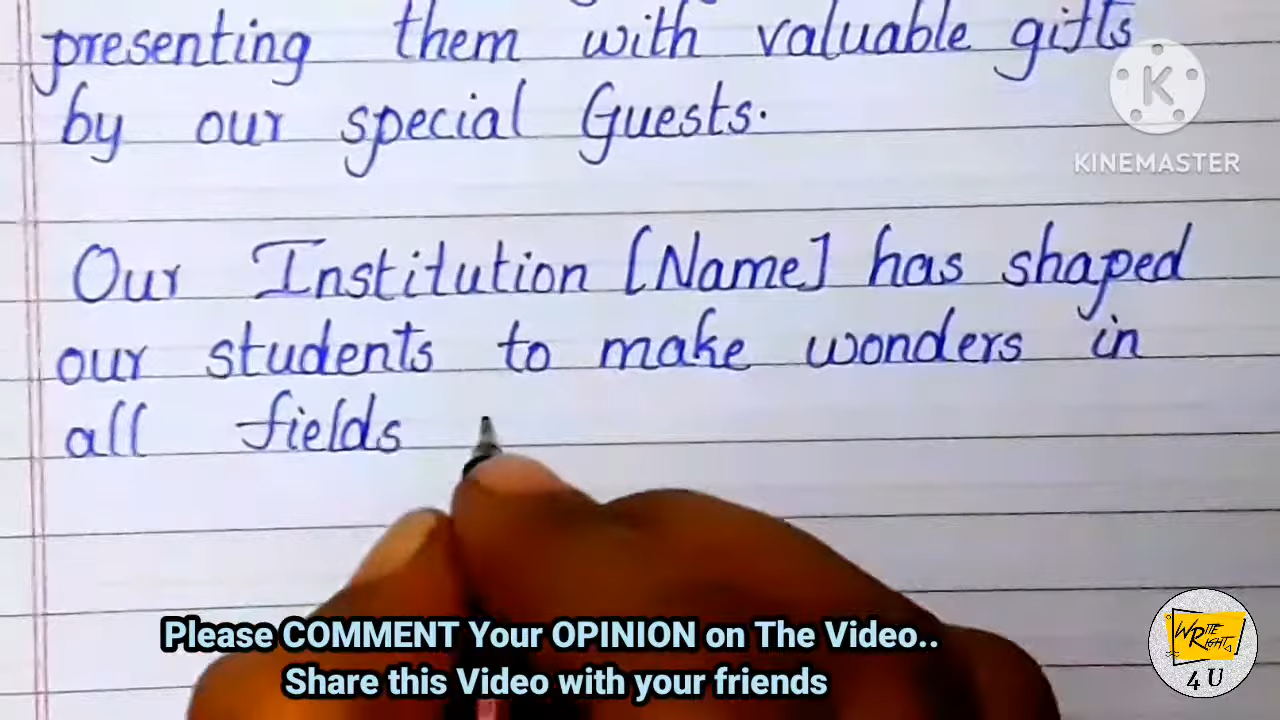 presenting them with valuable gifts
by our special Guests.
KINEMASTER
Our Institution [Name] has shaped
our students to make wonders in
all fields
Please COMMENT Your OPINION on The Video..
Share this Video with your friends
WRITE
RIGHT
4 U